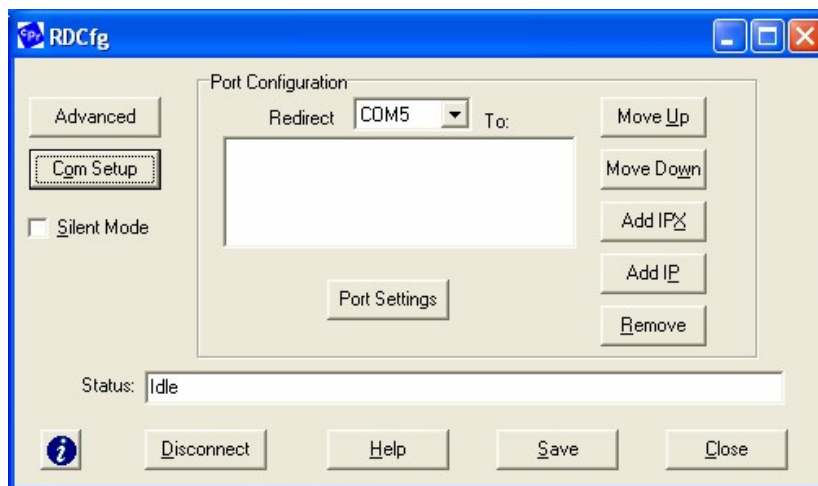 CPR RDCfg
Port Configuration
Advanced Redirect COM5 To: Move Up
Com Setup Move Down
Silent Mode Add IPX
Add IP
Port Settings
Remove
Status: Idle
i Disconnect Help Save Close